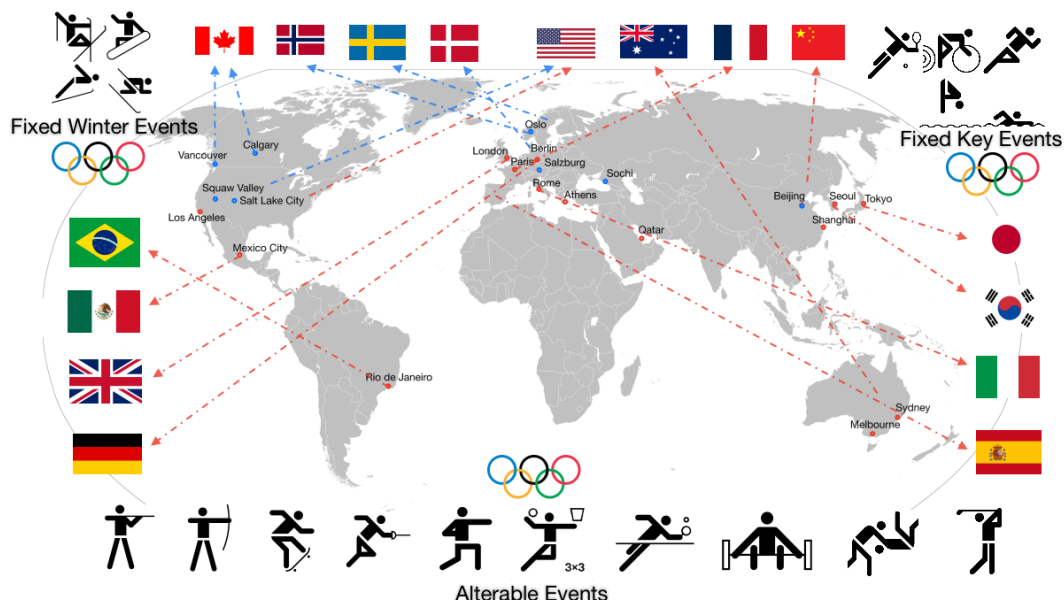 Fixed Winter Events
Fixed Key Events
Oslo
Calgary
Vancouver
London
Berlin
Paris
Salzburg
Sochi
Squaw Valley
Salt Lake City
Rome
Athens
Beijing
Seoul
Tokyo
Los Angeles
Shanghai
Qatar
Mexico City
Rio de Janeiro
Sydney
Melbourne
3×3
Alterable Events